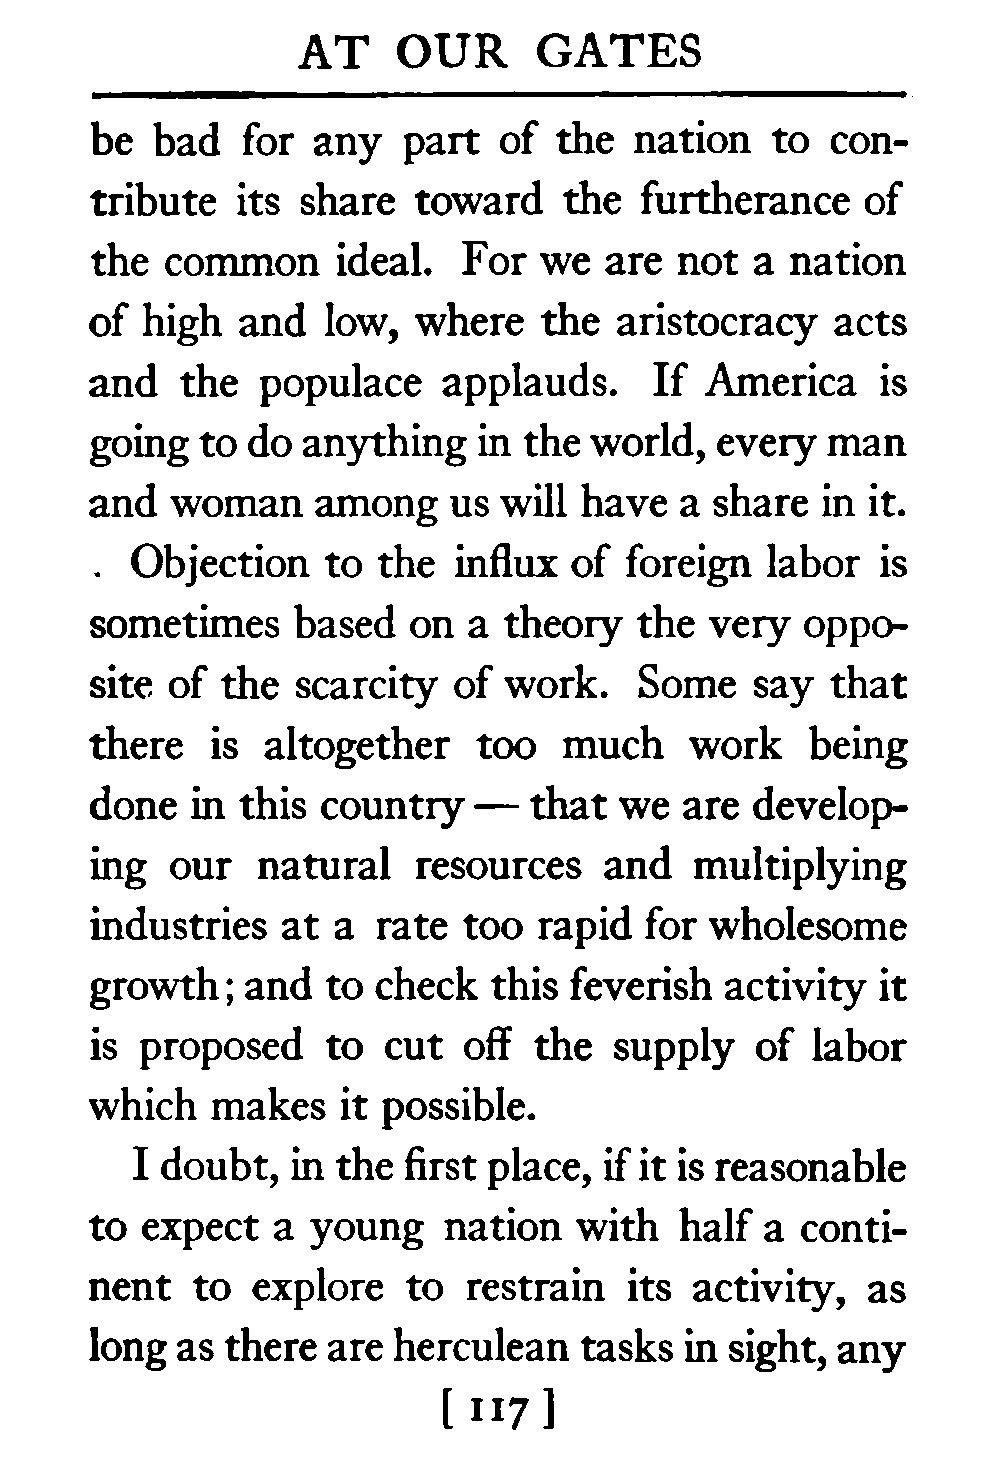 AT OUR GATES
be bad for any part of the nation to con-
tribute its share toward the furtherance of
the common ideal. For we are not a nation
of high and low, where the aristocracy acts
and the populace applauds. If America is
going to do anything in the world, every man
and woman among us will have a share in it.
. Objection to the influx of foreign labor is
sometimes based on a theory the very oppo-
site of the scarcity of work. Some say that
there is altogether too much work being
done in this country — that we are develop-
ing our natural resources and multiplying
industries at a rate too rapid for wholesome
growth; and to check this feverish activity it
is proposed to cut off the supply of labor
which makes it possible.
I doubt, in the first place, if it is reasonable
to expect a young nation with half a conti-
nent to explore to restrain its activity, as
long as there are herculean tasks in sight, any
[ 117 ]